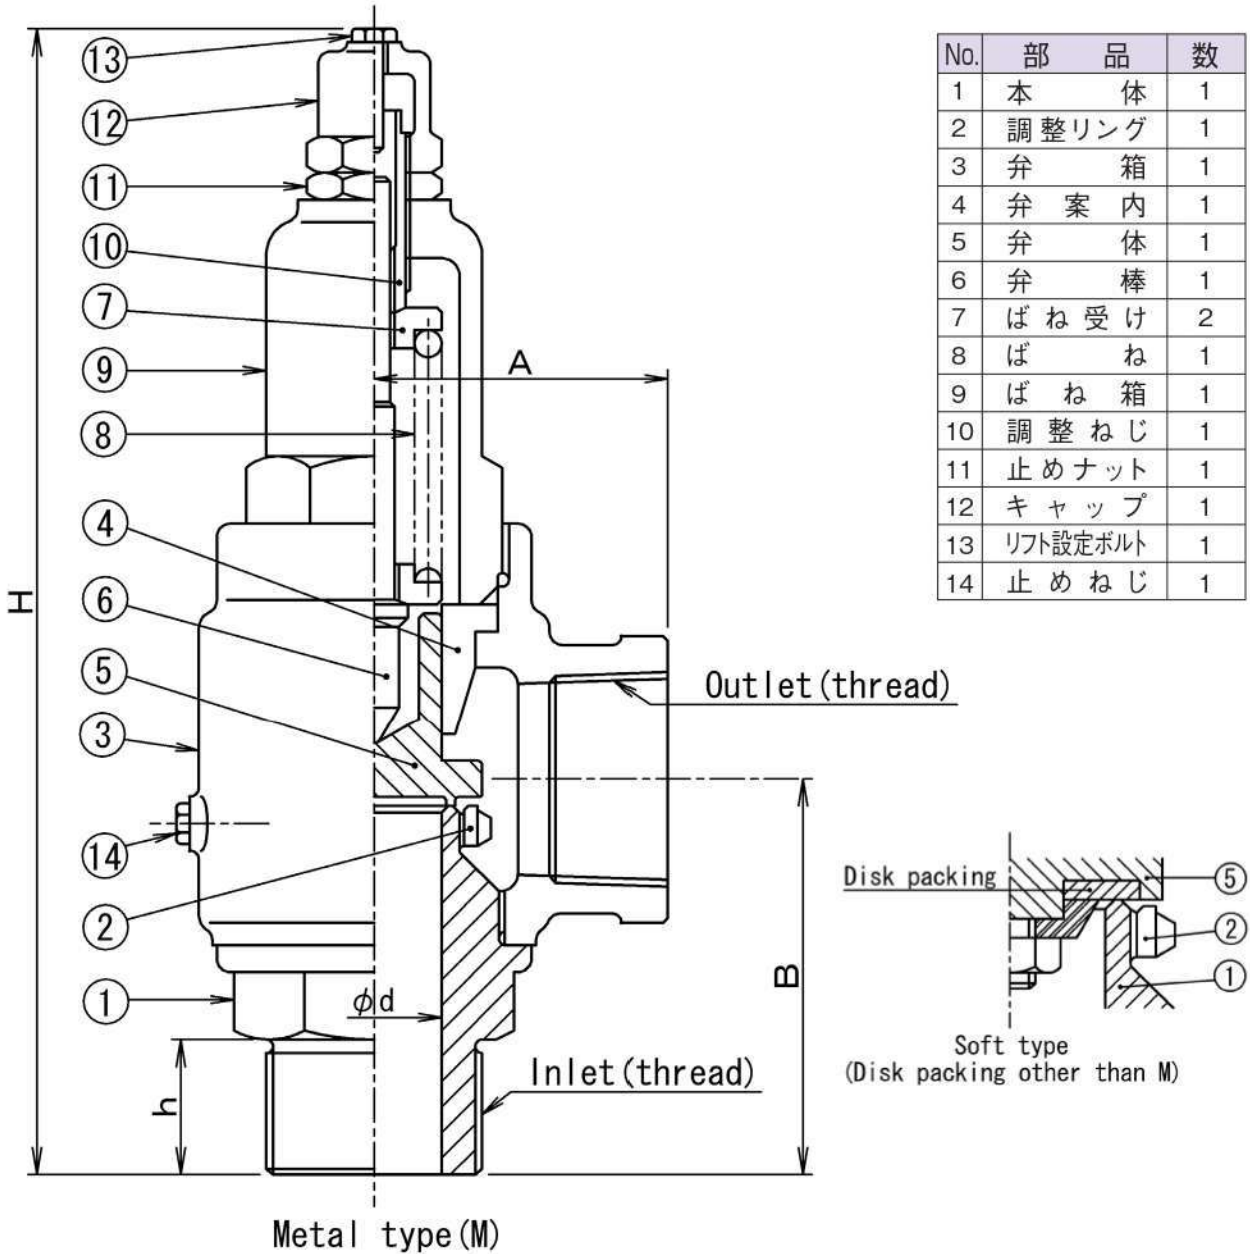 No. 部品 数
1 本体 1
2 調整リング 1
3 弁箱 1
4 弁案内 1
5 弁体 1
6 弁棒 1
7 ばね受け 2
8 ばね 1
9 ばね箱 1
10 調整ねじ 1
11 止めナット 1
12 キャップ 1
13 リフト設定ボルト 1
14 止めねじ 1
⑬
⑫
⑪
⑩
⑦
⑨
⑧
④
⑥
⑤
③
⑭
②
①
H
A
B
h
φd
Outlet(thread)
Inlet(thread)
Metal type(M)
Disk packing
⑤
②
①
Soft type
(Disk packing other than M)